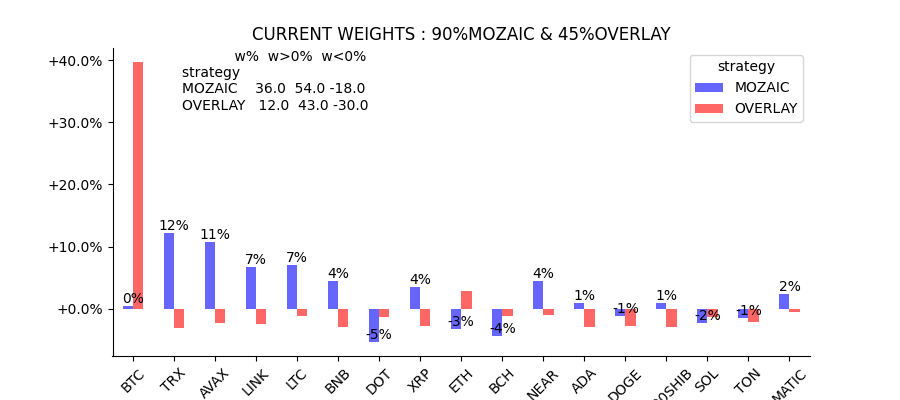 CURRENT WEIGHTS : 90%MOZAIC & 45%OVERLAY
w% w>0% w<0%
strategy
MOZAIC 36.0 54.0 -18.0
OVERLAY 12.0 43.0 -30.0
strategy
MOZAIC
OVERLAY
+40.0%
+30.0%
+20.0%
+10.0%
+0.0%
0%
12%
11%
7%
7%
4%
-5%
4%
-3%
-4%
4%
1%
-1%
1%
-2%
-1%
2%
BTC
TRX
AVAX
LINK
LTC
BNB
DOT
XRP
ETH
BCH
NEAR
ADA
DOGE
SOL
TON
MATIC